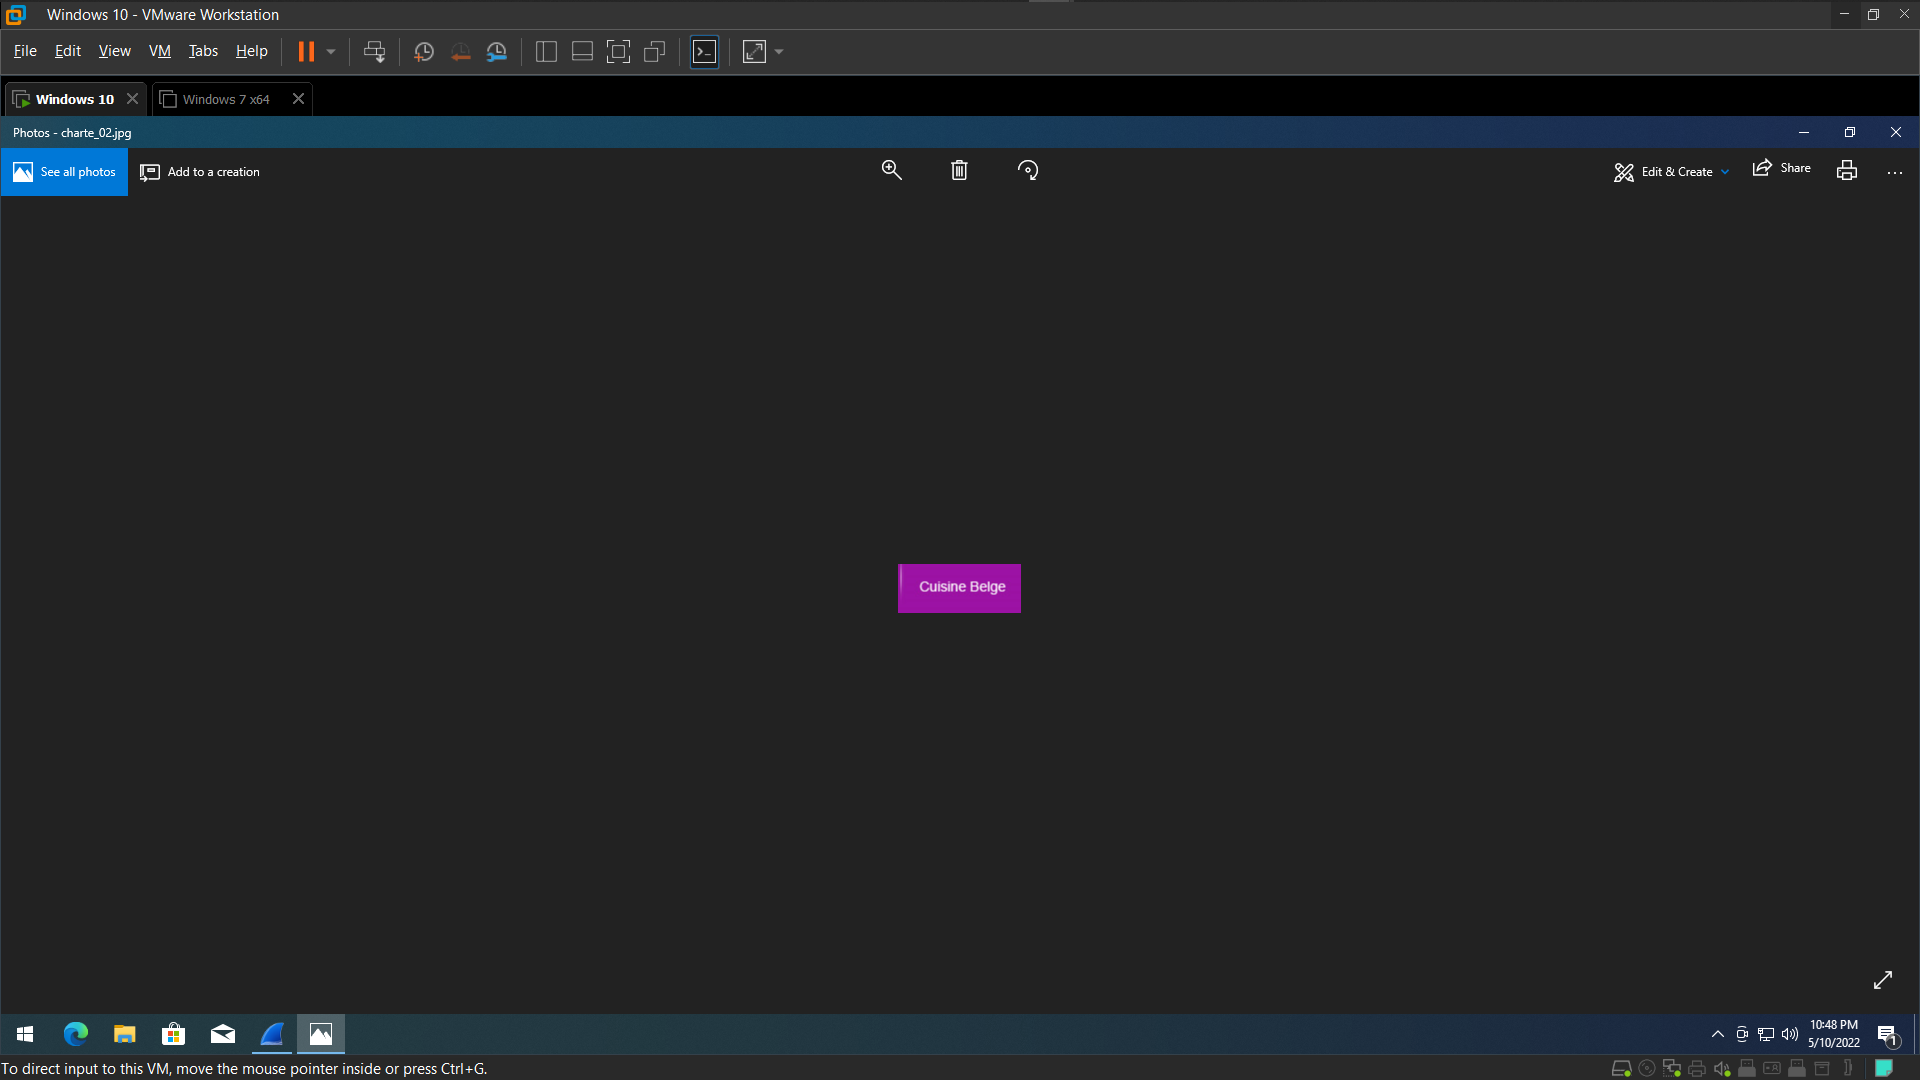 Windows 10 - VMware Workstation
File Edit View VM Tabs Help
Windows 10
Windows 7 x64
Photos - charte_02.jpg
See all photos
Add to a creation
Edit & Create
Share
Cuisine Belge
10:48 PM
5/10/2022
1
To direct input to this VM, move the mouse pointer inside or press Ctrl+G.